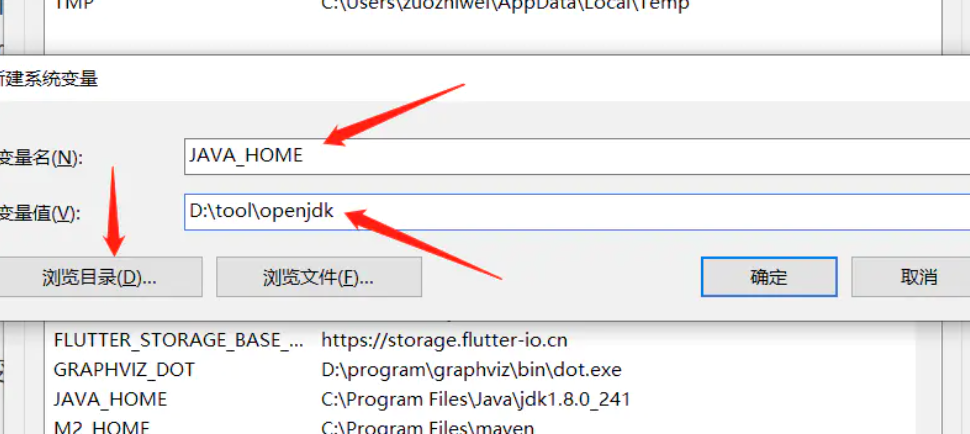 TMP C:\Users\zuozhiwei\AppData\Local\Temp
新建系统变量
变量名(N):
JAVA_HOME
变量值(V):
D:\tool\openjdk
浏览目录(D)... 浏览文件(F)... 确定 取消
FLUTTER_STORAGE_BASE_... https://storage.flutter-io.cn
GRAPHVIZ_DOT D:\program\graphviz\bin\dot.exe
JAVA_HOME C:\Program Files\Java\jdk1.8.0_241
M2_HOME C:\Program Files\maven